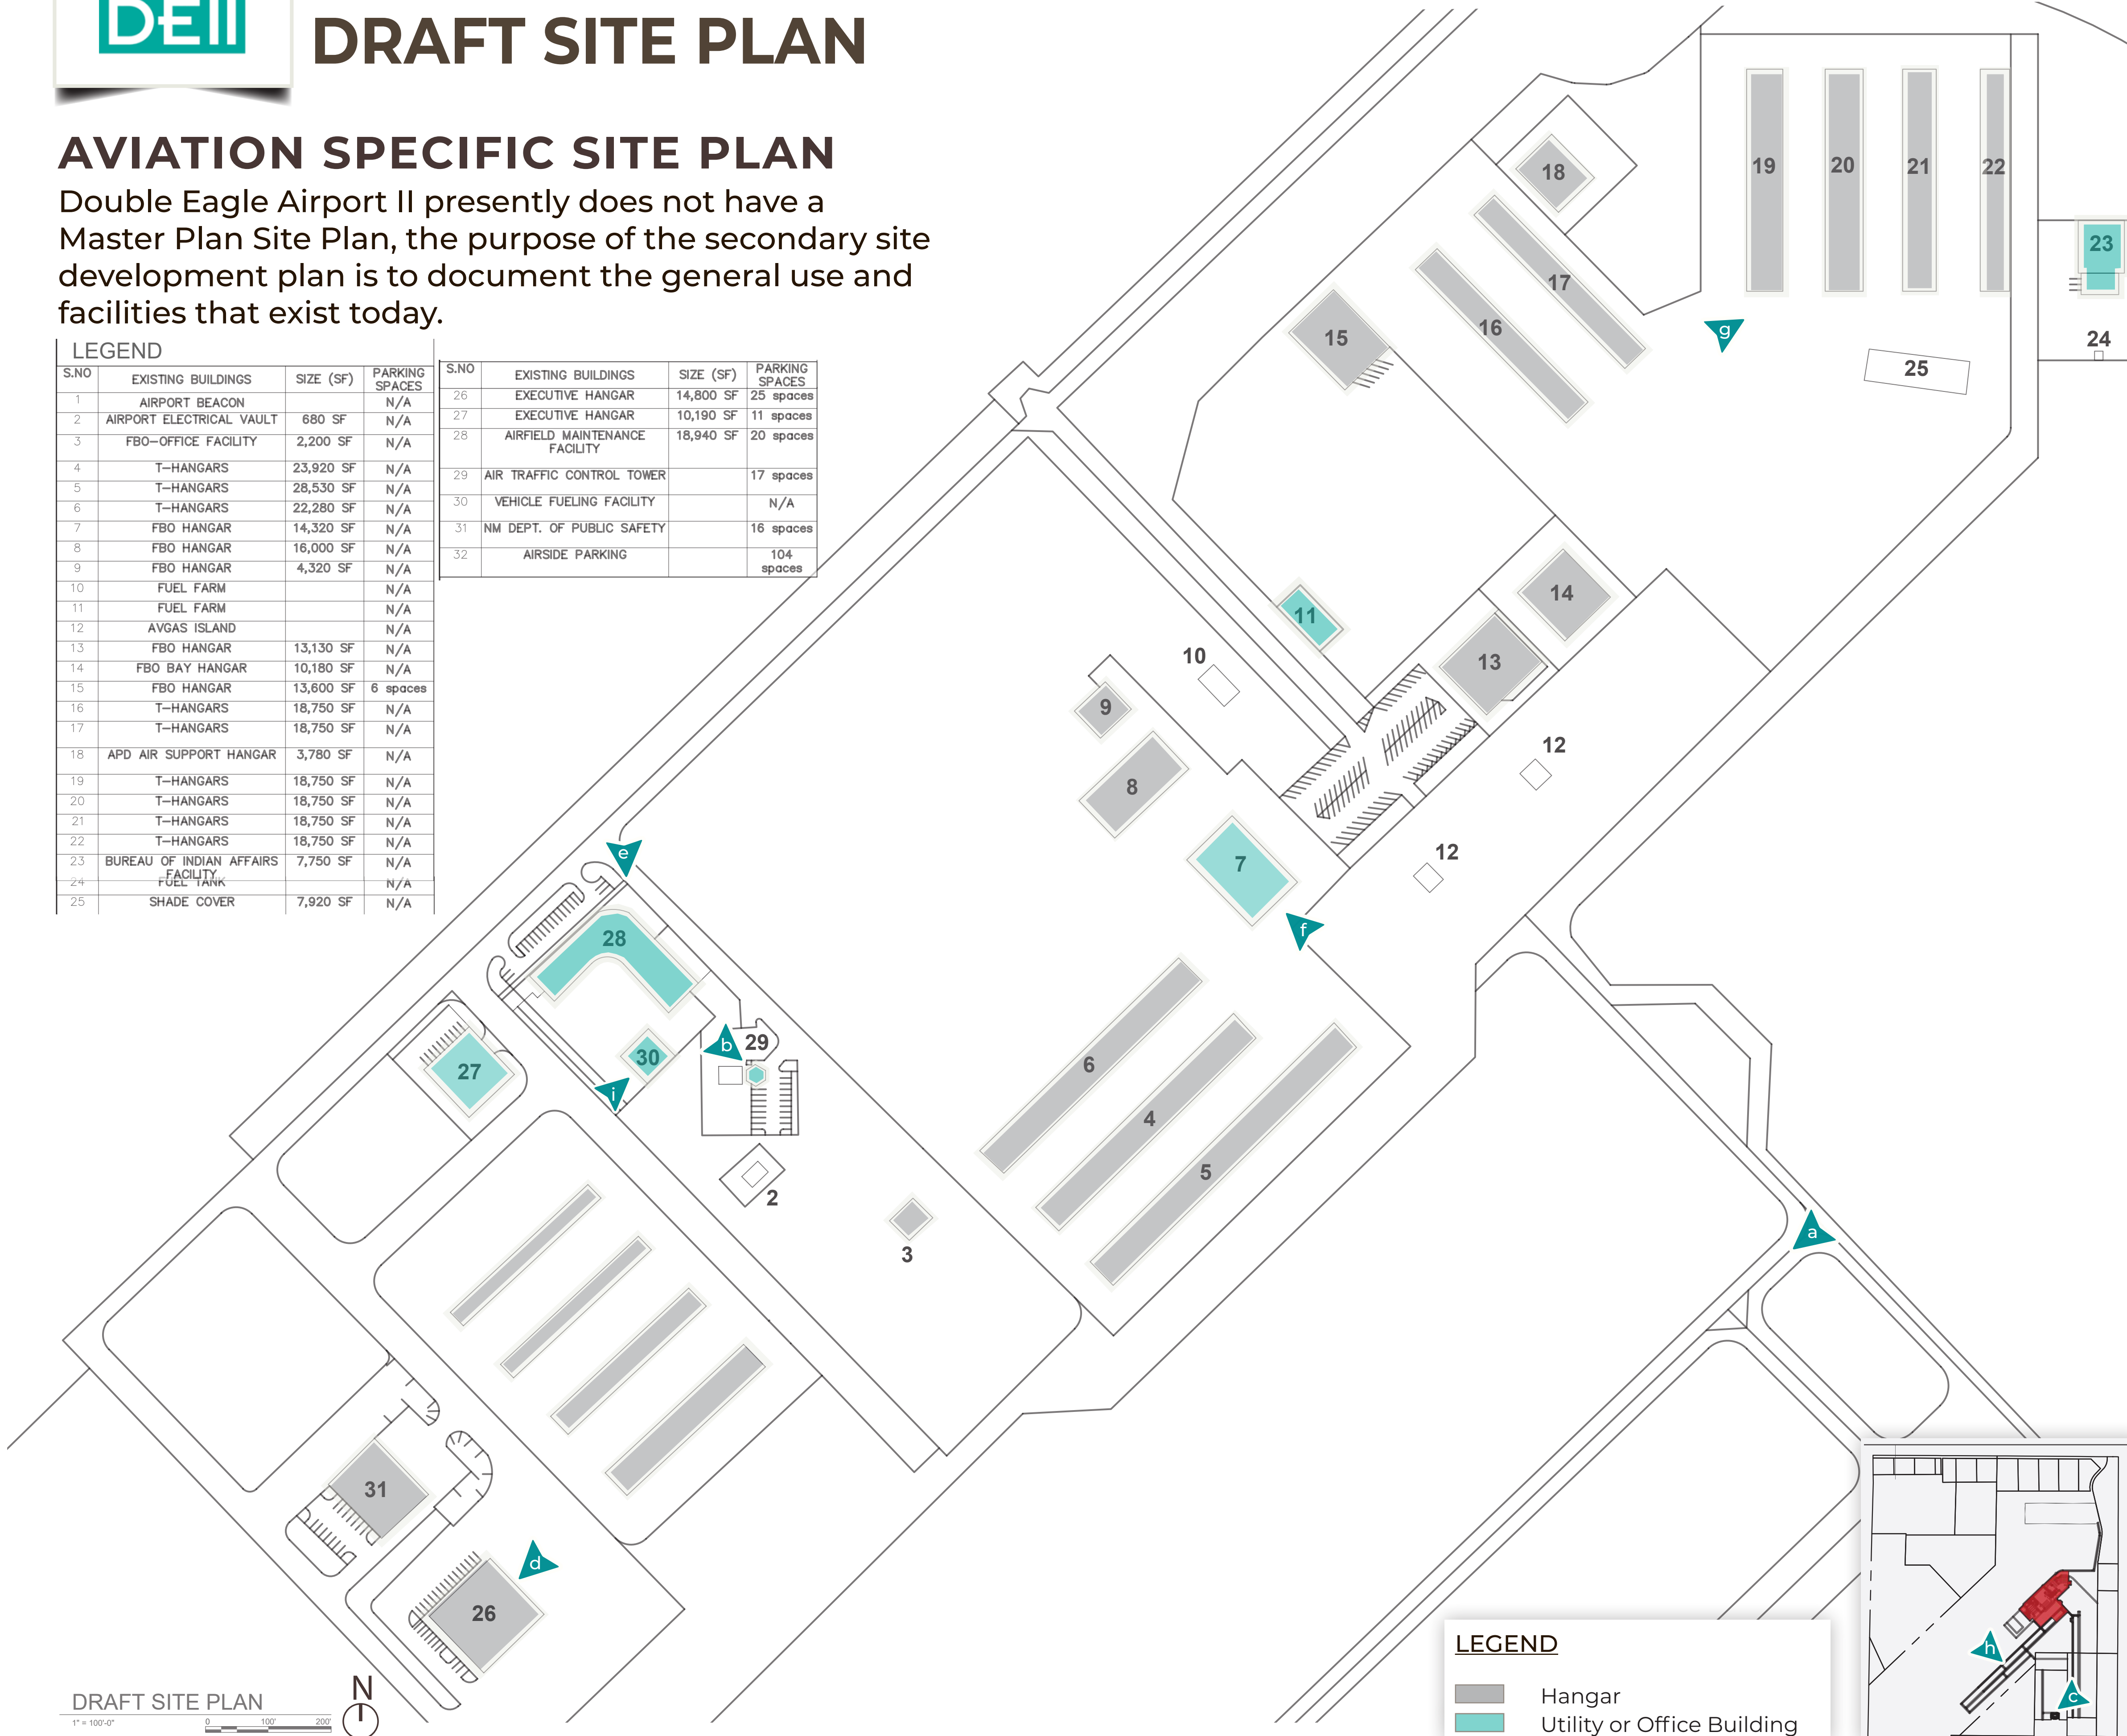 DEII
DRAFT SITE PLAN
AVIATION SPECIFIC SITE PLAN
Double Eagle Airport II presently does not have a
Master Plan Site Plan, the purpose of the secondary site
development plan is to document the general use and
facilities that exist today.
LEGEND
S.NO EXISTING BUILDINGS SIZE (SF) PARKING SPACES
1 AIRPORT BEACON N/A
2 AIRPORT ELECTRICAL VAULT 680 SF N/A
3 FBO-OFFICE FACILITY 2,200 SF N/A
4 T-HANGARS 23,920 SF N/A
5 T-HANGARS 28,530 SF N/A
6 T-HANGARS 22,280 SF N/A
7 FBO HANGAR 14,320 SF N/A
8 FBO HANGAR 16,000 SF N/A
9 FBO HANGAR 4,320 SF N/A
10 FUEL FARM N/A
11 FUEL FARM N/A
12 AVGAS ISLAND N/A
13 FBO HANGAR 13,130 SF N/A
14 FBO BAY HANGAR 10,180 SF N/A
15 FBO HANGAR 13,600 SF 6 spaces
16 T-HANGARS 18,750 SF N/A
17 T-HANGARS 18,750 SF N/A
18 APD AIR SUPPORT HANGAR 3,780 SF N/A
19 T-HANGARS 18,750 SF N/A
20 T-HANGARS 18,750 SF N/A
21 T-HANGARS 18,750 SF N/A
22 T-HANGARS 18,750 SF N/A
23 BUREAU OF INDIAN AFFAIRS FACILITY 7,750 SF N/A
24 FUEL TANK N/A
25 SHADE COVER 7,920 SF N/A
S.NO EXISTING BUILDINGS SIZE (SF) PARKING SPACES
26 EXECUTIVE HANGAR 14,800 SF 25 spaces
27 EXECUTIVE HANGAR 10,190 SF 11 spaces
28 AIRFIELD MAINTENANCE FACILITY 18,940 SF 20 spaces
29 AIR TRAFFIC CONTROL TOWER 17 spaces
30 VEHICLE FUELING FACILITY N/A
31 NM DEPT. OF PUBLIC SAFETY 16 spaces
32 AIRSIDE PARKING 104 spaces
18
19
20
21
22
23
24
25
17
16
15
g
14
11
13
10
9
12
8
12
7
e
f
28
29
b
30
27
i
6
4
5
2
3
a
31
d
26
h
c
LEGEND
Hangar
Utility or Office Building
DRAFT SITE PLAN
1" = 100'-0"
0 100' 200'
N